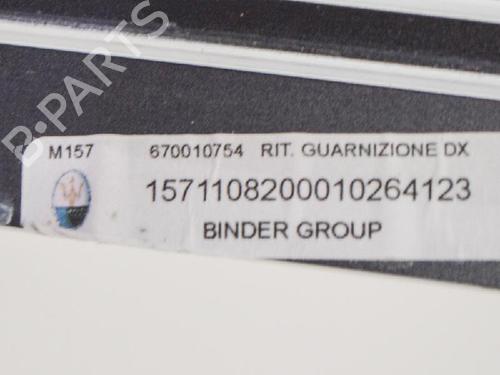 B-PARTS
M157 670010754 RIT. GUARNIZIONE DX
1571108200010264123
BINDER GROUP